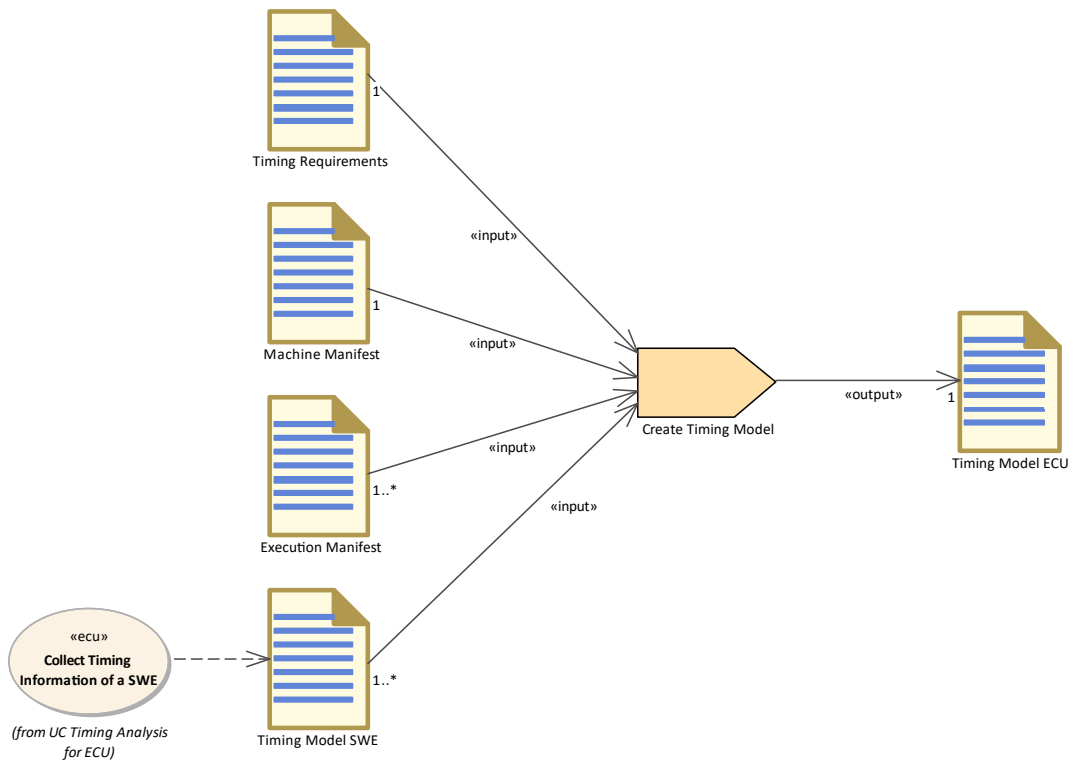 1
Timing Requirements
«input»
1
Machine Manifest
«input»
Create Timing Model
«output»
1
Timing Model ECU
«input»
1..*
Execution Manifest
«input»
«ecu»
Collect Timing
Information of a SWE
(from UC Timing Analysis
for ECU)
1..*
Timing Model SWE